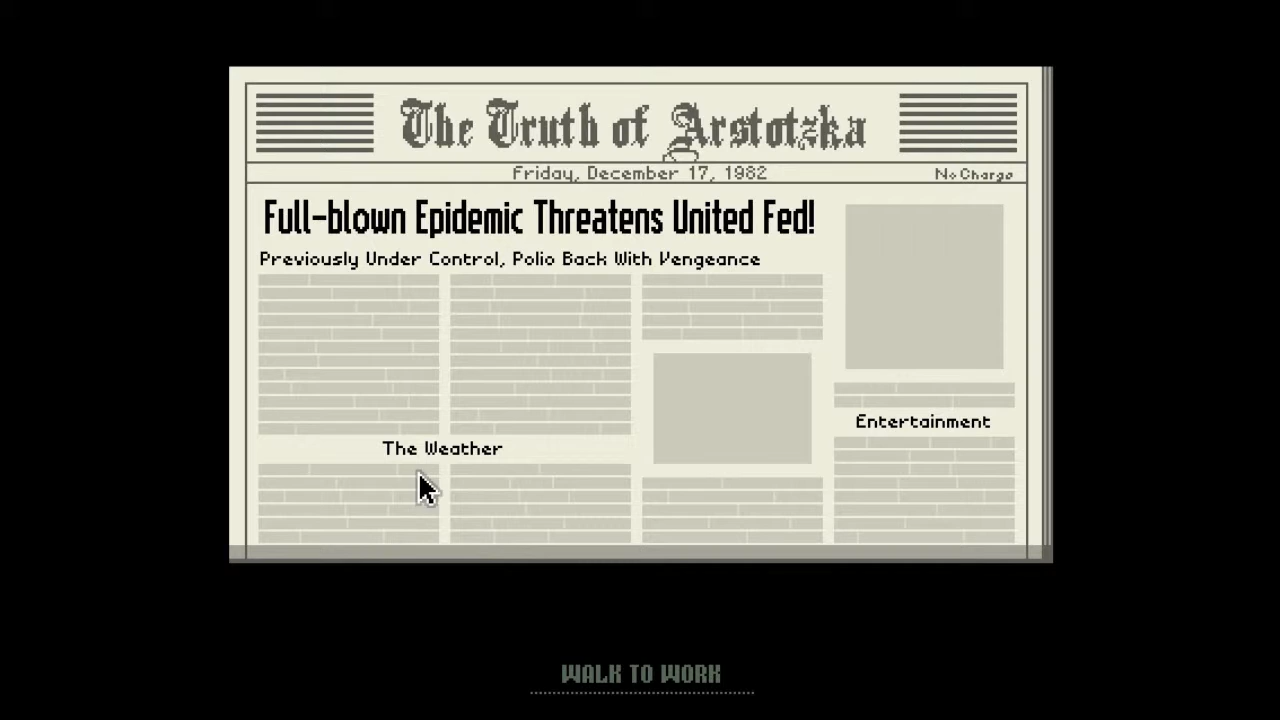 The Truth of Arstotzka
Friday, December 17, 1982
No Charge
Full-blown Epidemic Threatens United Fed!
Previously Under Control, Polio Back With Vengeance
The Weather
Entertainment
WALK TO WORK